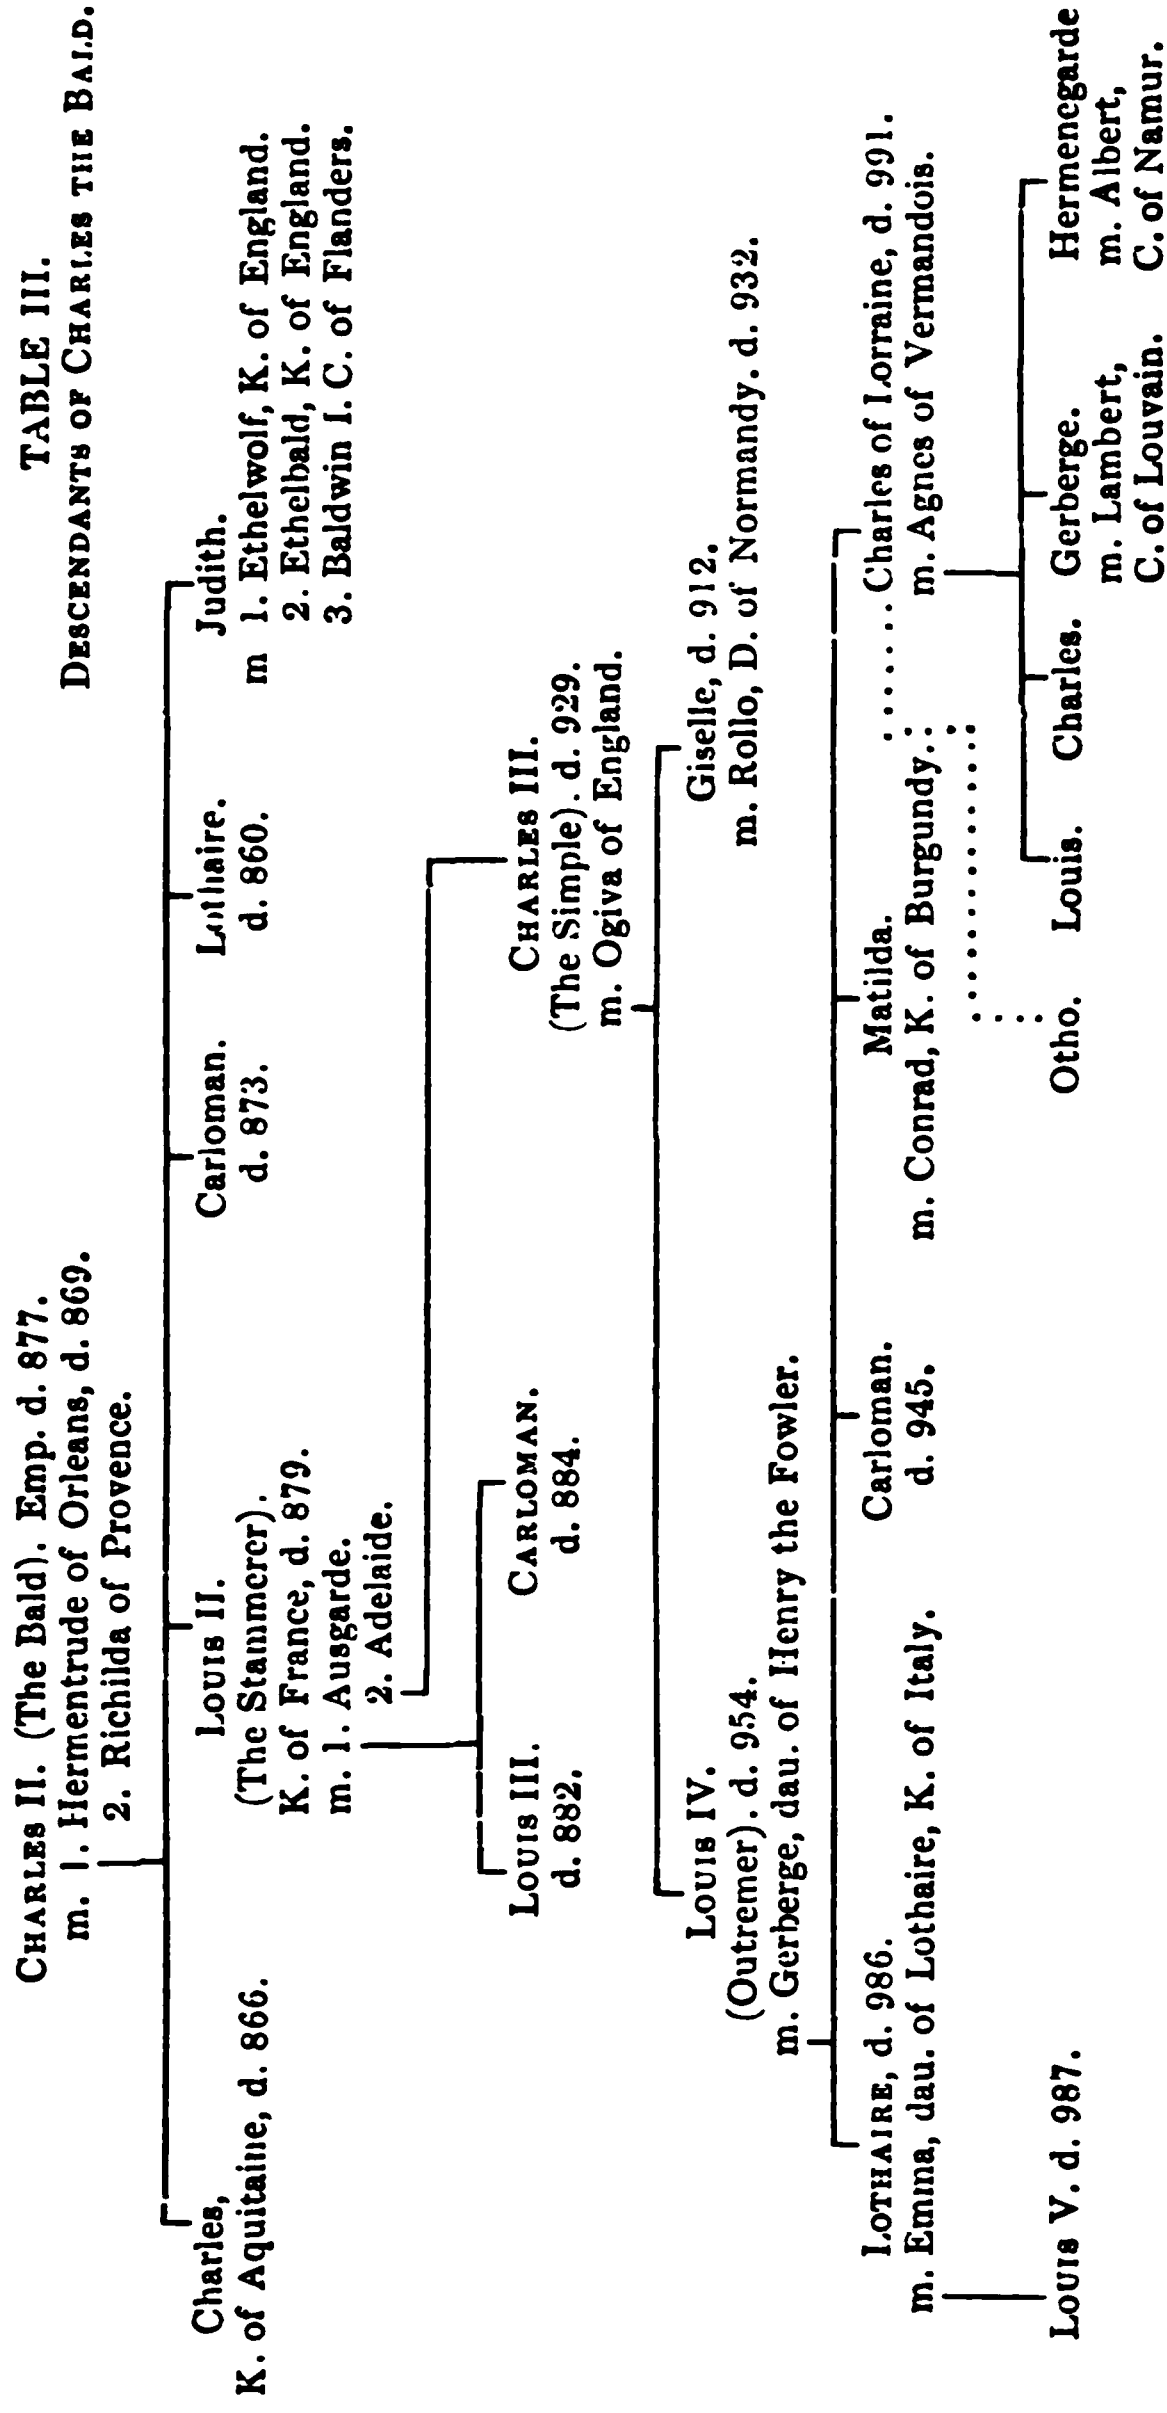 TABLE III.
DESCENDANTS OF CHARLES THE BALD.
CHARLES II. (The Bald). Emp. d. 877.
m. 1. Hermentrude of Orleans, d. 869.
2. Richilda of Provence.
Charles,
K. of Aquitaine, d. 866.
LOUIS II.
(The Stammerer).
K. of France, d. 879.
m. 1. Ausgarde.
2. Adelaide.
Carloman.
d. 873.
Lothaire.
d. 860.
Judith.
m 1. Ethelwolf, K. of England.
2. Ethelbald, K. of England.
3. Baldwin I. C. of Flanders.
LOUIS III.
d. 882.
CARLOMAN.
d. 884.
CHARLES III.
(The Simple). d. 929.
m. Ogiva of England.
LOUIS IV.
(Outremer). d. 954.
m. Gerberge, dau. of Henry the Fowler.
Giselle, d. 912.
m. Rollo, D. of Normandy. d. 932.
LOTHAIRE, d. 986.
m. Emma, dau. of Lothaire, K. of Italy.
Carloman.
d. 945.
Matilda.
m. Conrad, K. of Burgundy.
Charles of Lorraine, d. 991.
m. Agnes of Vermandois.
LOUIS V. d. 987.
Otho.
Louis.
Charles.
Gerberge.
m. Lambert,
C. of Louvain.
Hermenegarde
m. Albert,
C. of Namur.